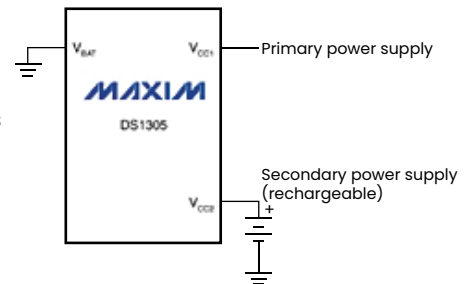 VBAT
VCC1
Primary power supply
MAXIM
DS1305
Secondary power supply
(rechargeable)
VCC2
+